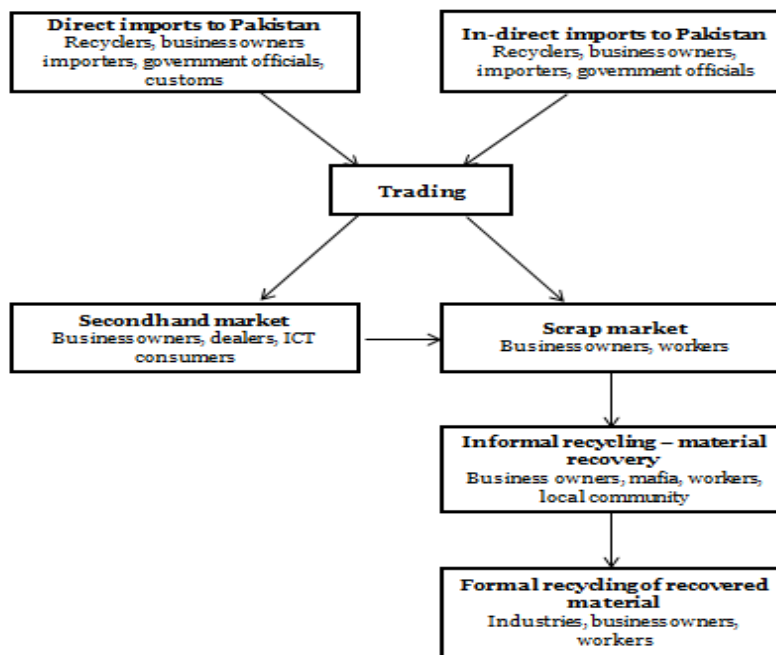 Direct imports to Pakistan
Recyclers, business owners
importers, government officials,
customs
In-direct imports to Pakistan
Recyclers, business owners,
importers, government officials
Trading
Secondhand market
Business owners, dealers, ICT
consumers
Scrap market
Business owners, workers
Informal recycling – material
recovery
Business owners, mafia, workers,
local community
Formal recycling of recovered
material
Industries, business owners,
workers